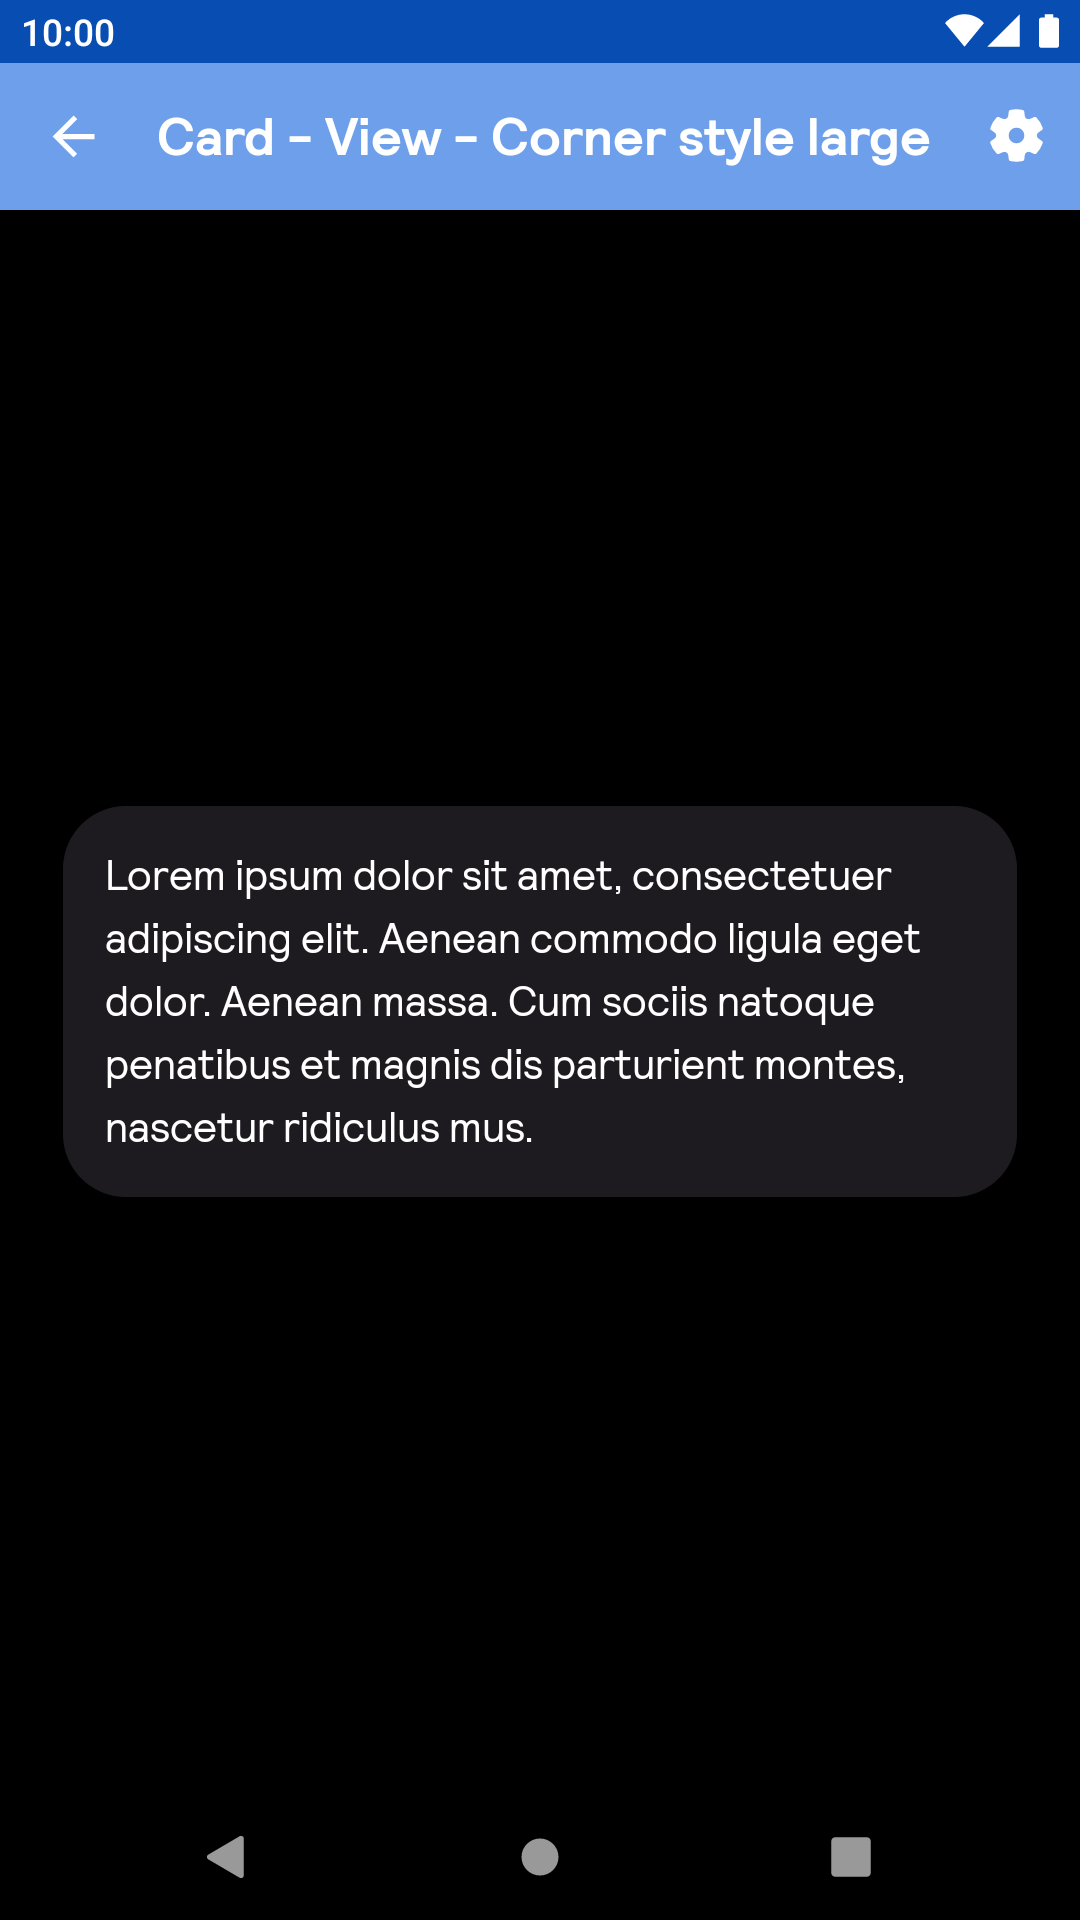 10:00
Card - View - Corner style large
Lorem ipsum dolor sit amet, consectetuer
adipiscing elit. Aenean commodo ligula eget
dolor. Aenean massa. Cum sociis natoque
penatibus et magnis dis parturient montes,
nascetur ridiculus mus.